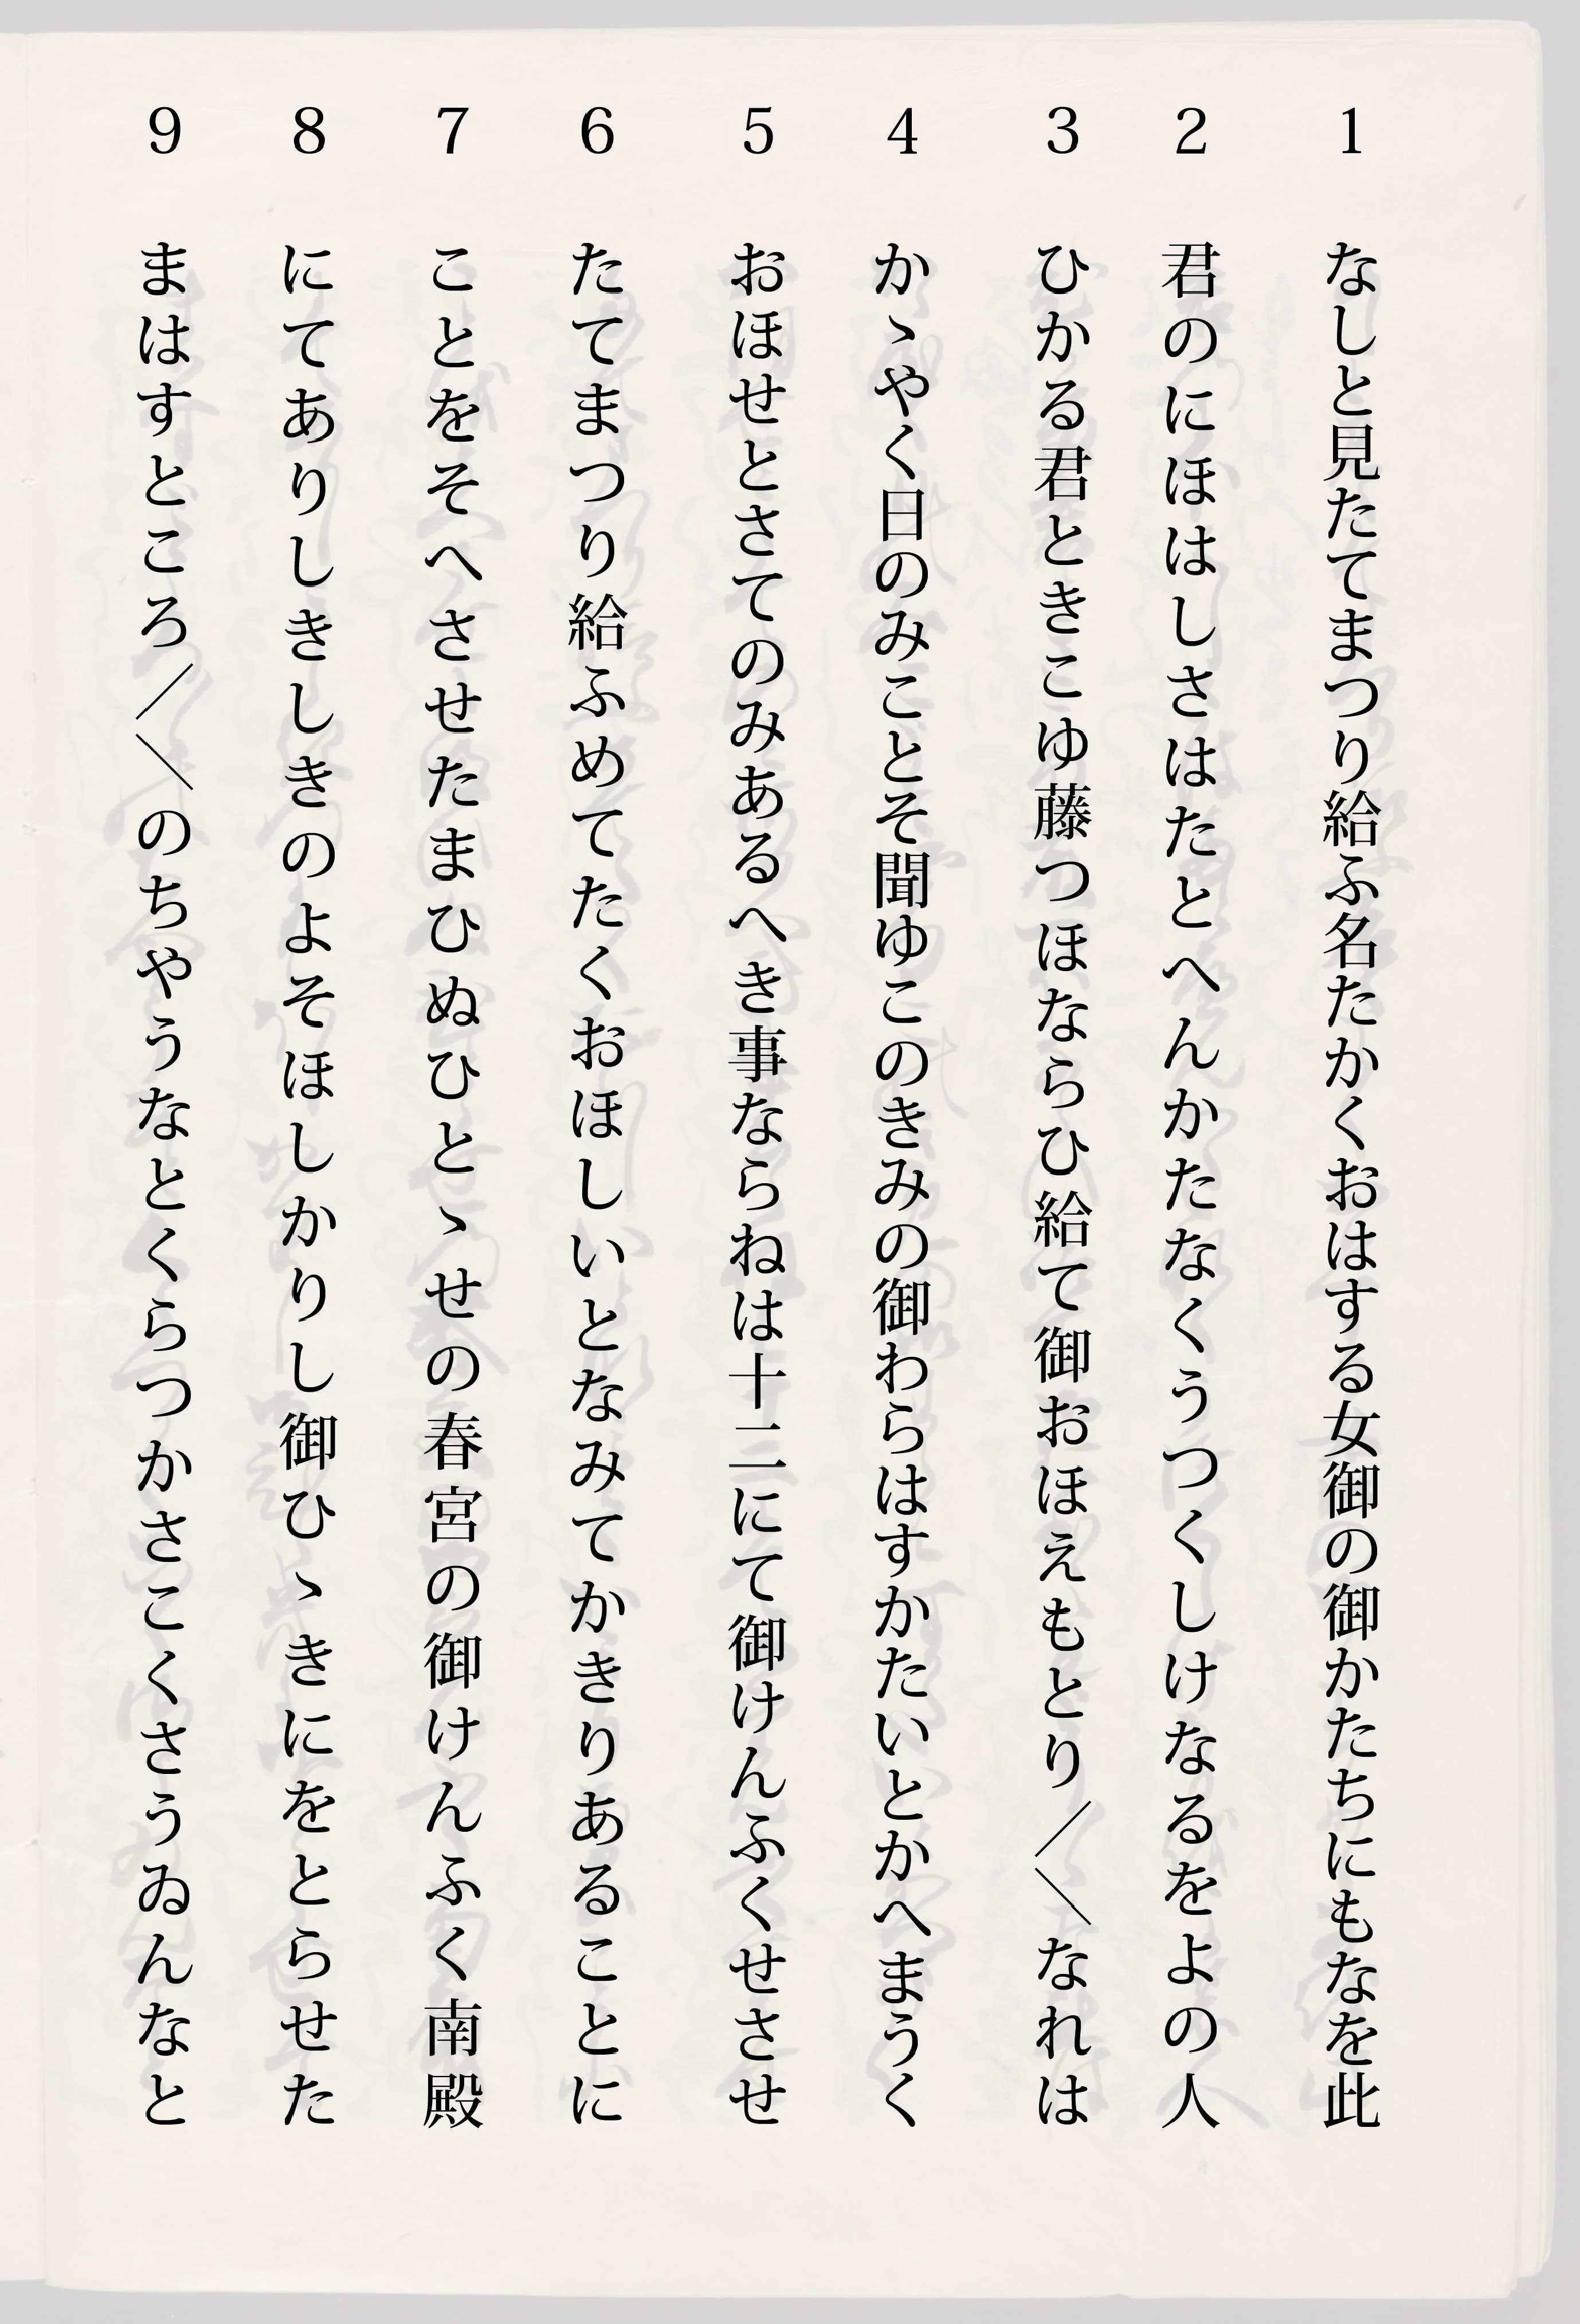 1 なしと見たてまつり給ふ名たかくおはする女御の御かたちにもなを此
2 君のにほはしさはたとへんかたなくうつくしけなるをよの人
3 ひかる君ときこゆ藤つほならひ給て御おほえもとり／＼なれは
4 かゝやく日のみことそ聞ゆこのきみの御わらはすかたいとかへまうく
5 おほせとさてのみあるへき事ならねは十二にて御けんふくせさせ
6 たてまつり給ふめてたくおほしいとなみてかきりあることに
7 ことをそへさせたまひぬひとゝせの春宮の御けんふく南殿
8 にてありしきしきのよそほしかりし御ひゝきにをとらせた
9 まはすところ／＼のちやうなとくらつかさこくさうゐんなと